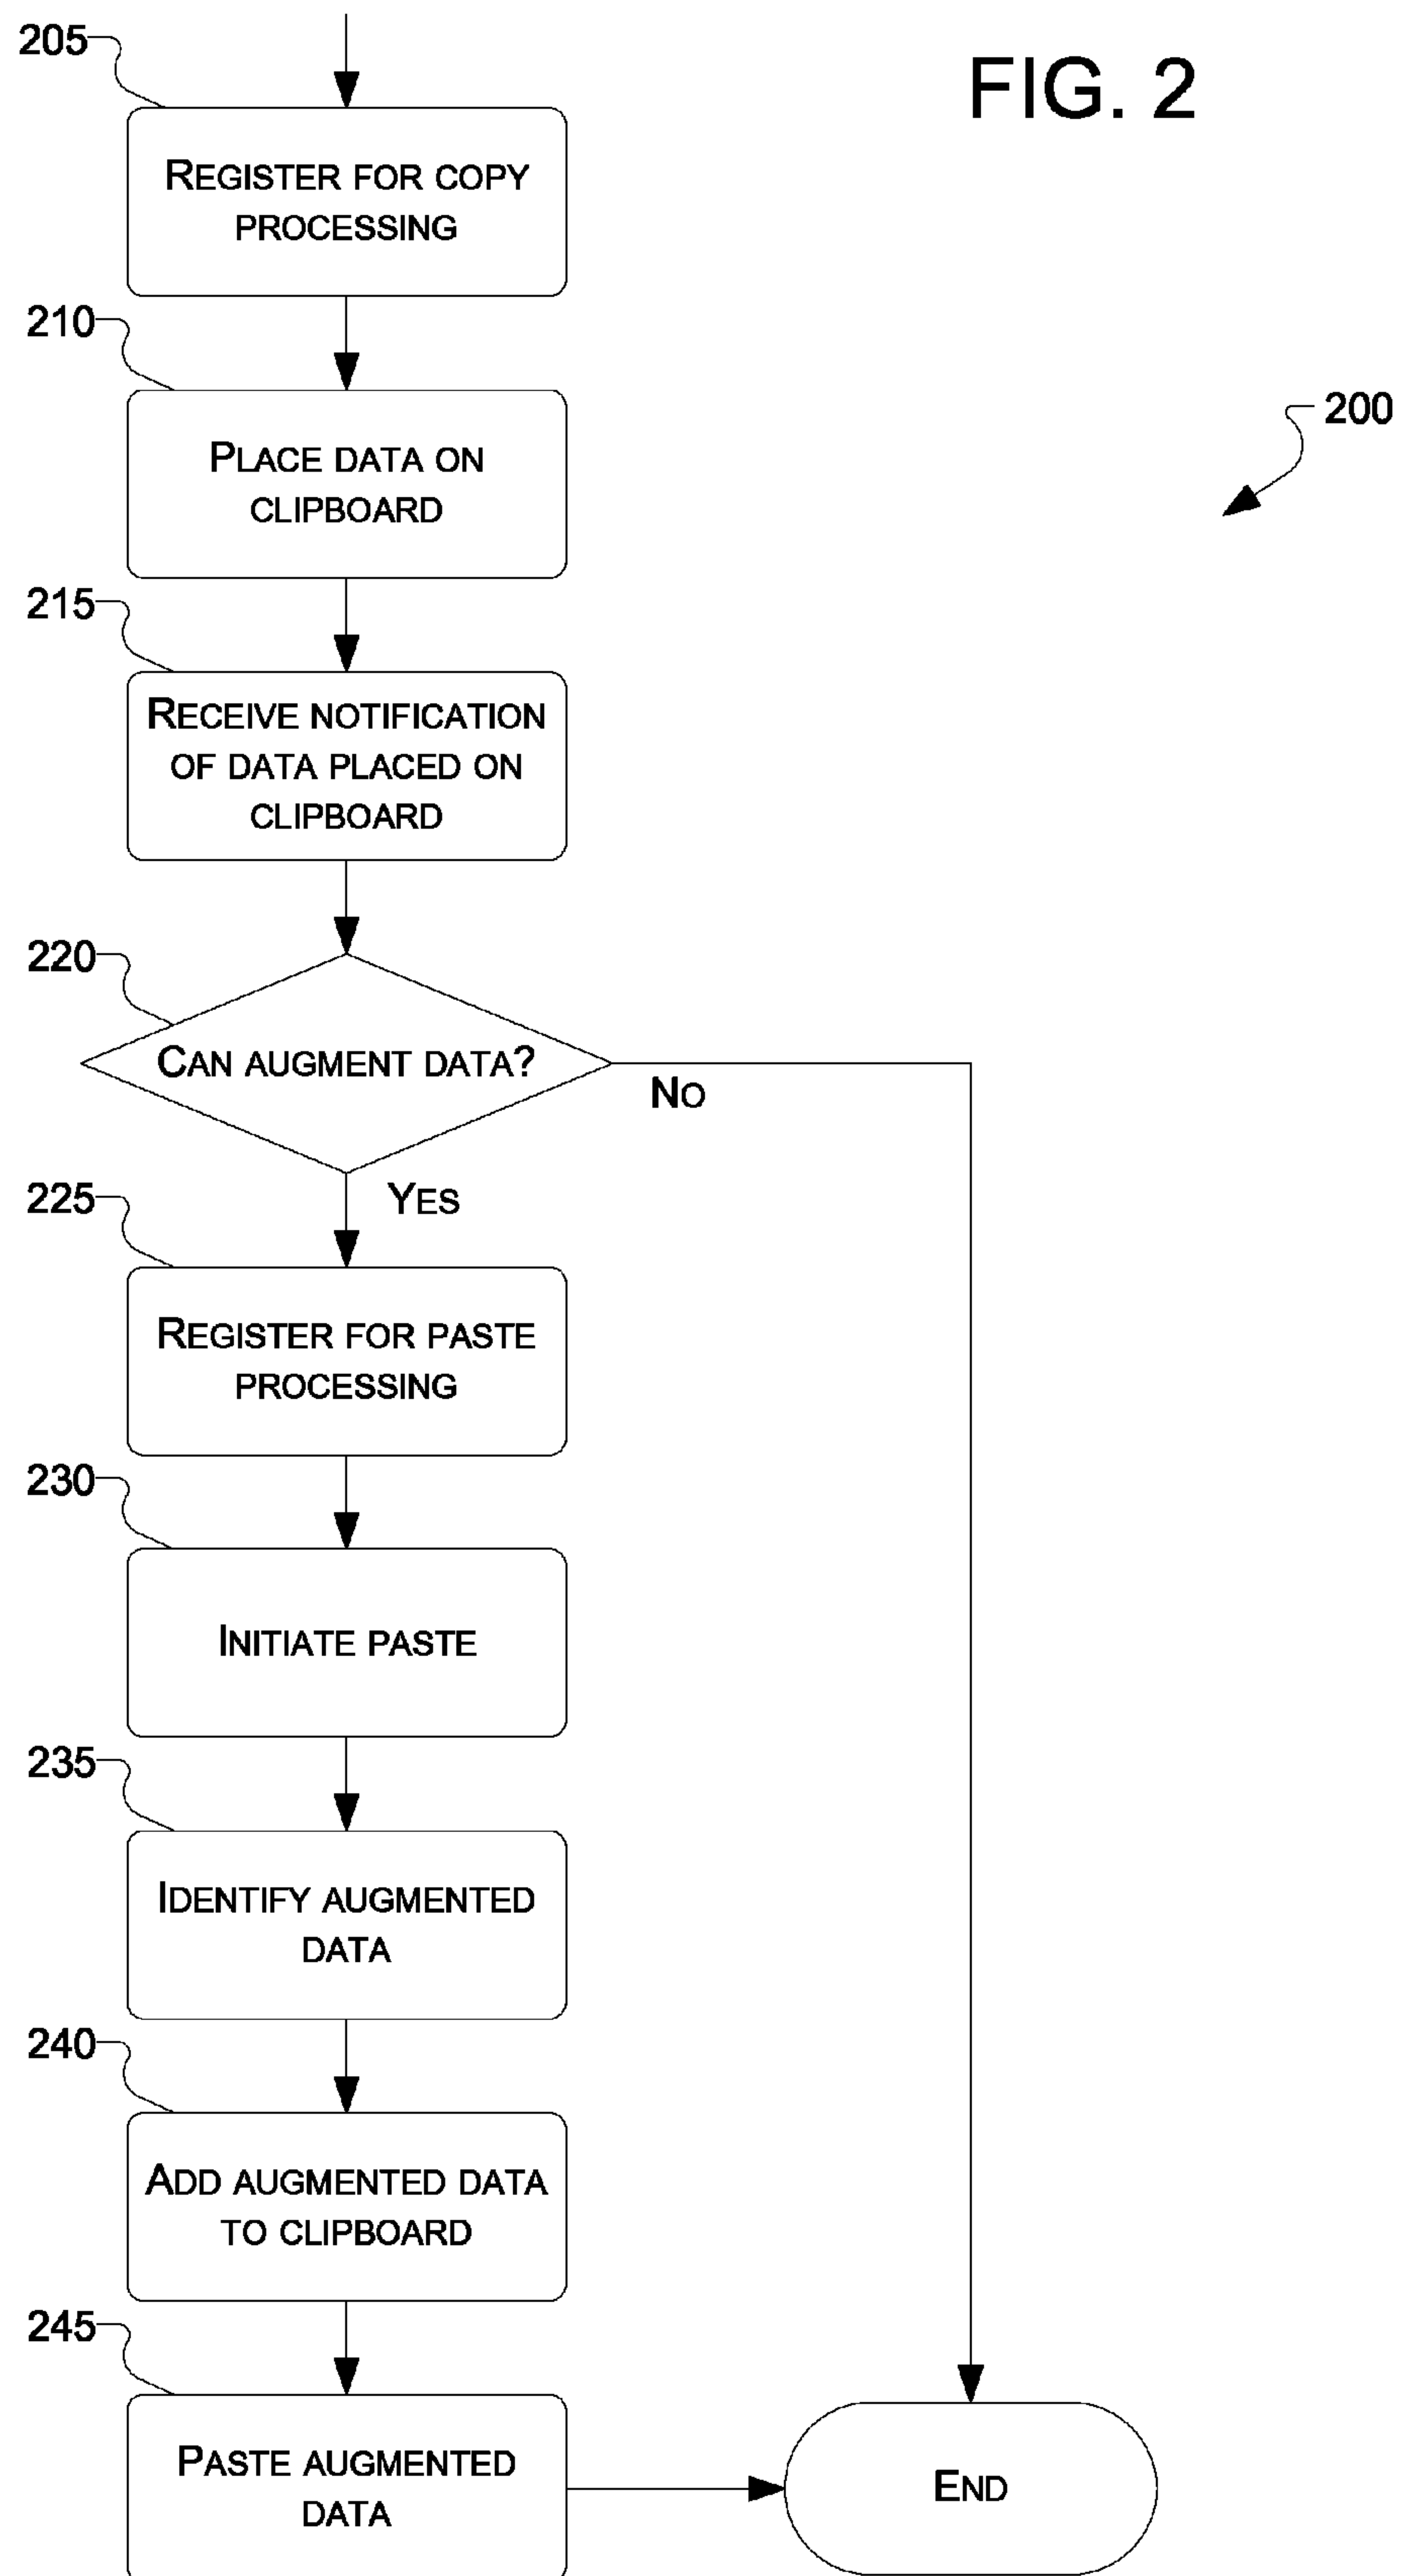 FIG. 2
205
REGISTER FOR COPY
PROCESSING
210
PLACE DATA ON
CLIPBOARD
200
215
RECEIVE NOTIFICATION
OF DATA PLACED ON
CLIPBOARD
220
CAN AUGMENT DATA?
NO
YES
225
REGISTER FOR PASTE
PROCESSING
230
INITIATE PASTE
235
IDENTIFY AUGMENTED
DATA
240
ADD AUGMENTED DATA
TO CLIPBOARD
245
PASTE AUGMENTED
DATA
END